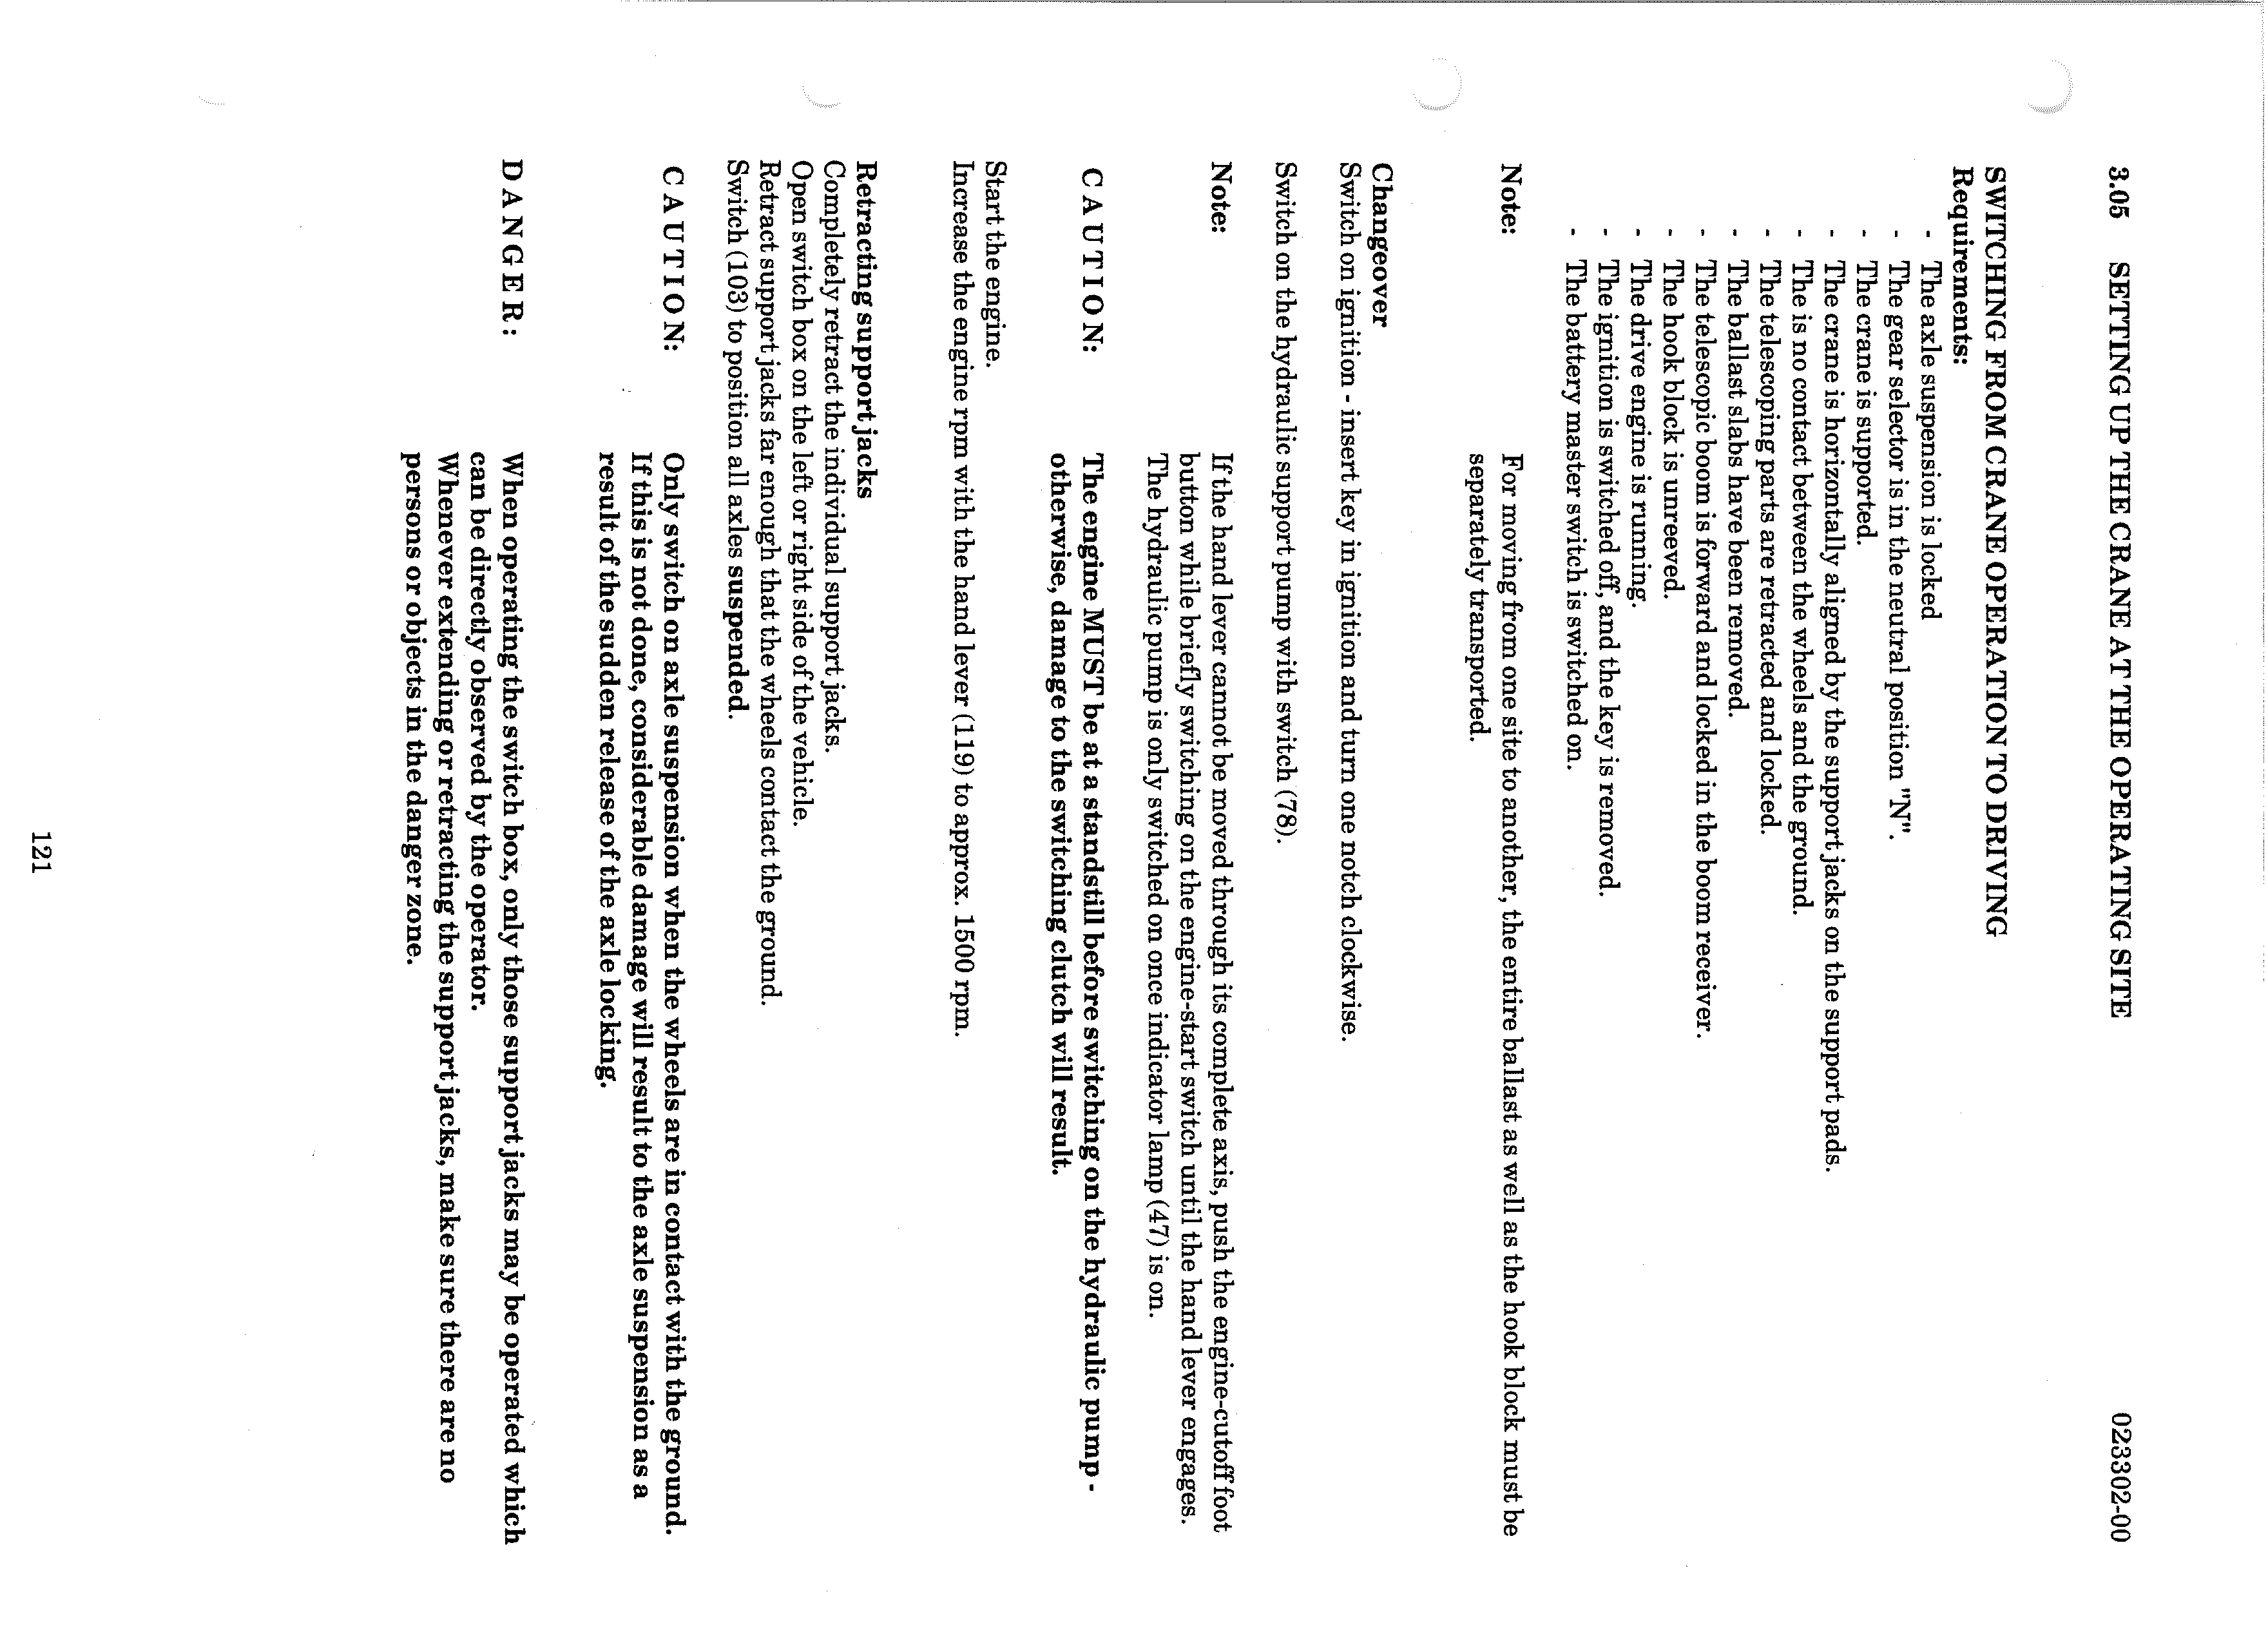 3.05 SETTING UP THE CRANE AT THE OPERATING SITE 023302-00
SWITCHING FROM CRANE OPERATION TO DRIVING
Requirements:
- The axle suspension is locked
- The gear selector is in the neutral position "N".
- The crane is supported.
- The crane is horizontally aligned by the support jacks on the support pads.
- The is no contact between the wheels and the ground.
- The telescoping parts are retracted and locked.
- The ballast slabs have been removed.
- The telescopic boom is forward and locked in the boom receiver.
- The hook block is unreeved.
- The drive engine is running.
- The ignition is switched off, and the key is removed.
- The battery master switch is switched on.
Note: For moving from one site to another, the entire ballast as well as the hook block must be
separately transported.
Changeover
Switch on ignition - insert key in ignition and turn one notch clockwise.
Switch on the hydraulic support pump with switch (78).
Note: If the hand lever cannot be moved through its complete axis, push the engine-cutoff foot
button while briefly switching on the engine-start switch until the hand lever engages.
The hydraulic pump is only switched on once indicator lamp (47) is on.
CAUTION: The engine MUST be at a standstill before switching on the hydraulic pump -
otherwise, damage to the switching clutch will result.
Start the engine.
Increase the engine rpm with the hand lever (119) to approx. 1500 rpm.
Retracting support jacks
Completely retract the individual support jacks.
Open switch box on the left or right side of the vehicle.
Retract support jacks far enough that the wheels contact the ground.
Switch (103) to position all axles suspended.
CAUTION: Only switch on axle suspension when the wheels are in contact with the ground.
If this is not done, considerable damage will result to the axle suspension as a
result of the sudden release of the axle locking.
DANGER: When operating the switch box, only those support jacks may be operated which
can be directly observed by the operator.
Whenever extending or retracting the support jacks, make sure there are no
persons or objects in the danger zone.
121